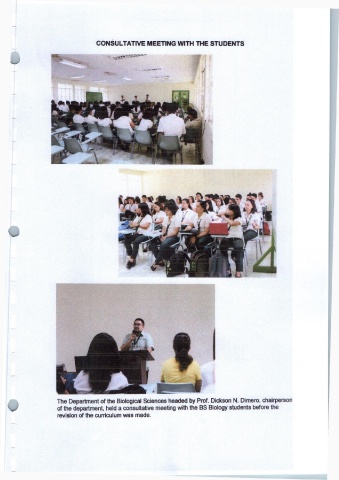 CONSULTATIVE MEETING WITH THE STUDENTS
The Department of the Biological Sciences headed by Prof. Dickson N. Dimero, chairperson
of the department, held a consultative meeting with the BS Biology students before the
revision of the curriculum was made.